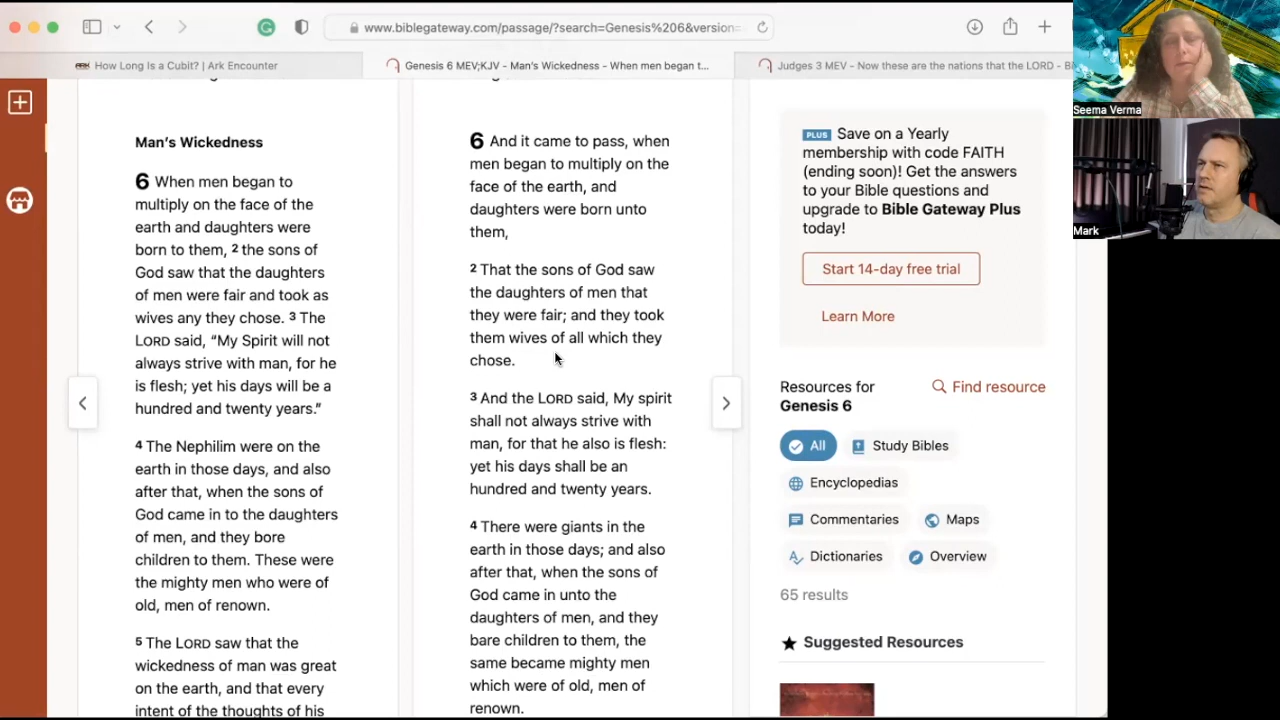 www.biblegateway.com/passage/?search=Genesis%206&version=
How Long Is a Cubit? | Ark Encounter
Genesis 6 MEV;KJV - Man's Wickedness - When men began t...
Judges 3 MEV - Now these are the nations that the LORD - B
Man's Wickedness
6 When men began to
multiply on the face of the
earth and daughters were
born to them, 2 the sons of
God saw that the daughters
of men were fair and took as
wives any they chose. 3 The
LORD said, “My Spirit will not
always strive with man, for he
is flesh; yet his days will be a
hundred and twenty years.”
4 The Nephilim were on the
earth in those days, and also
after that, when the sons of
God came in to the daughters
of men, and they bore
children to them. These were
the mighty men who were of
old, men of renown.
5 The LORD saw that the
wickedness of man was great
on the earth, and that every
intent of the thoughts of his
6 And it came to pass, when
men began to multiply on the
face of the earth, and
daughters were born unto
them,
2 That the sons of God saw
the daughters of men that
they were fair; and they took
them wives of all which they
chose.
3 And the LORD said, My spirit
shall not always strive with
man, for that he also is flesh:
yet his days shall be an
hundred and twenty years.
4 There were giants in the
earth in those days; and also
after that, when the sons of
God came in unto the
daughters of men, and they
bare children to them, the
same became mighty men
which were of old, men of
renown.
PLUS Save on a Yearly
membership with code FAITH
(ending soon)! Get the answers
to your Bible questions and
upgrade to Bible Gateway Plus
today!
Start 14-day free trial
Learn More
Resources for
Genesis 6
Find resource
All
Study Bibles
Encyclopedias
Commentaries
Maps
Dictionaries
Overview
65 results
Suggested Resources
Seema Verma
Mark